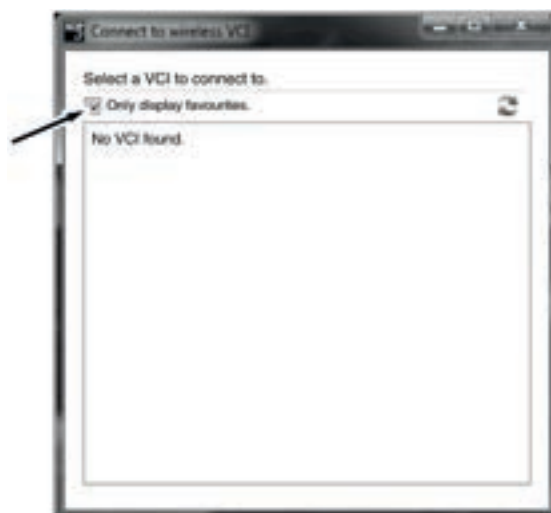 Connect to wireless VCI
Select a VCI to connect to.
Only display favourites.
No VCI found.